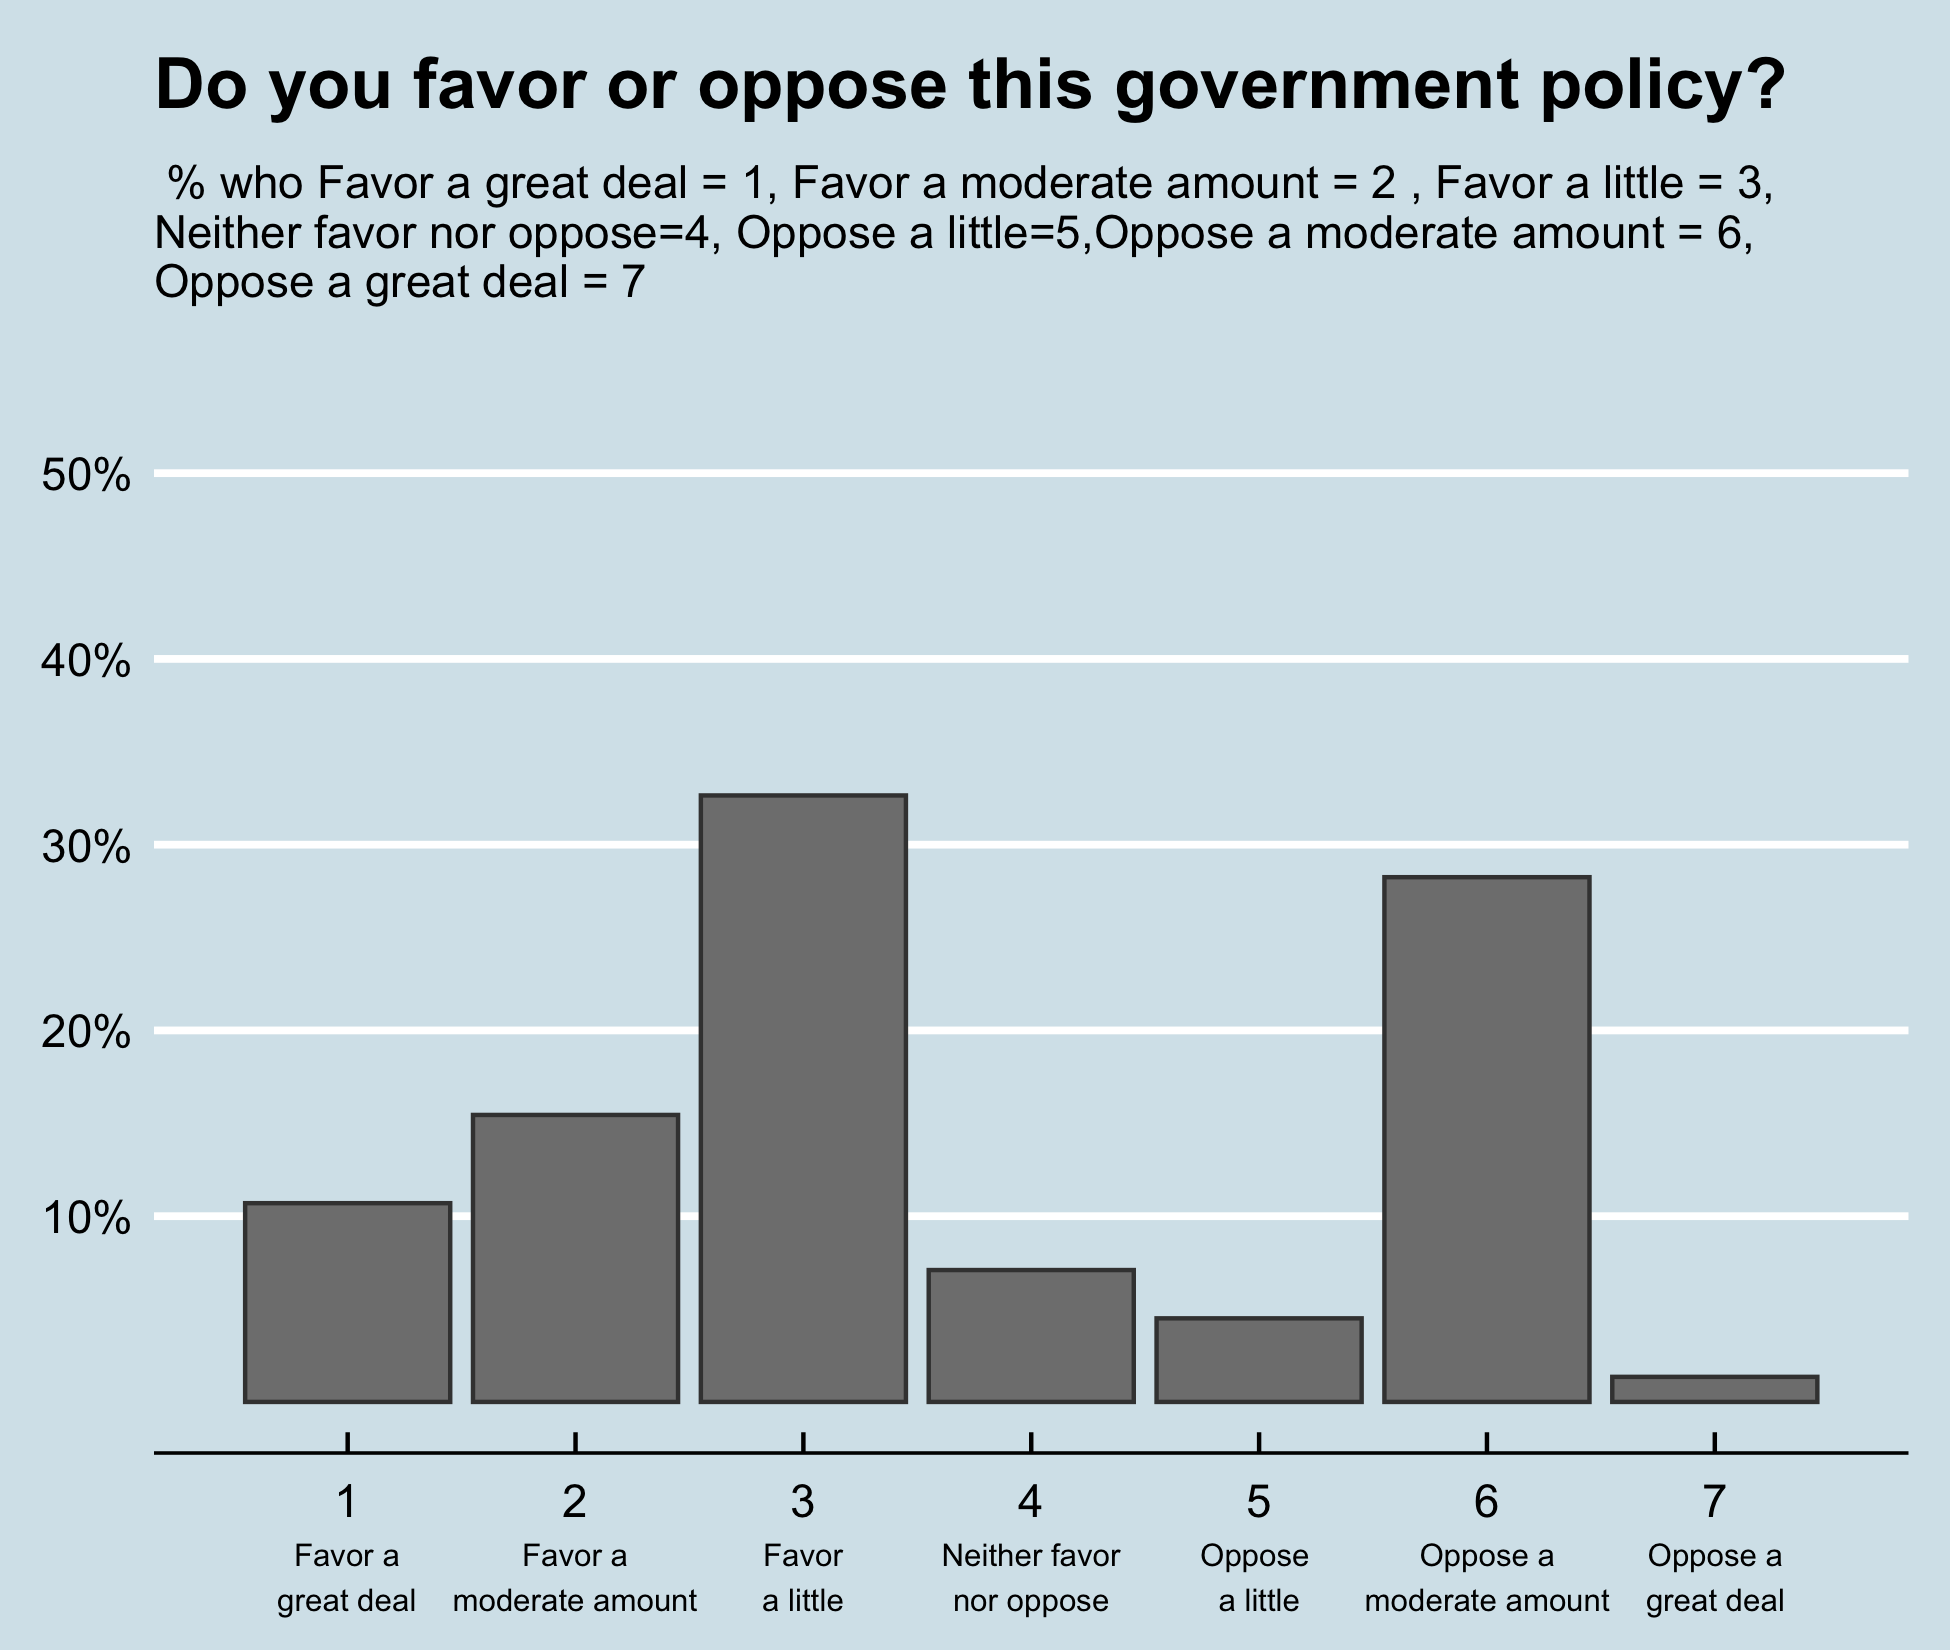 Do you favor or oppose this government policy?
% who Favor a great deal = 1, Favor a moderate amount = 2 , Favor a little = 3,
Neither favor nor oppose=4, Oppose a little=5,Oppose a moderate amount = 6,
Oppose a great deal = 7
50%
40%
30%
20%
10%
1 2 3 4 5 6 7
Favor a Favor a Favor Neither favor Oppose Oppose a Oppose a
great deal moderate amount a little nor oppose a little moderate amount great deal